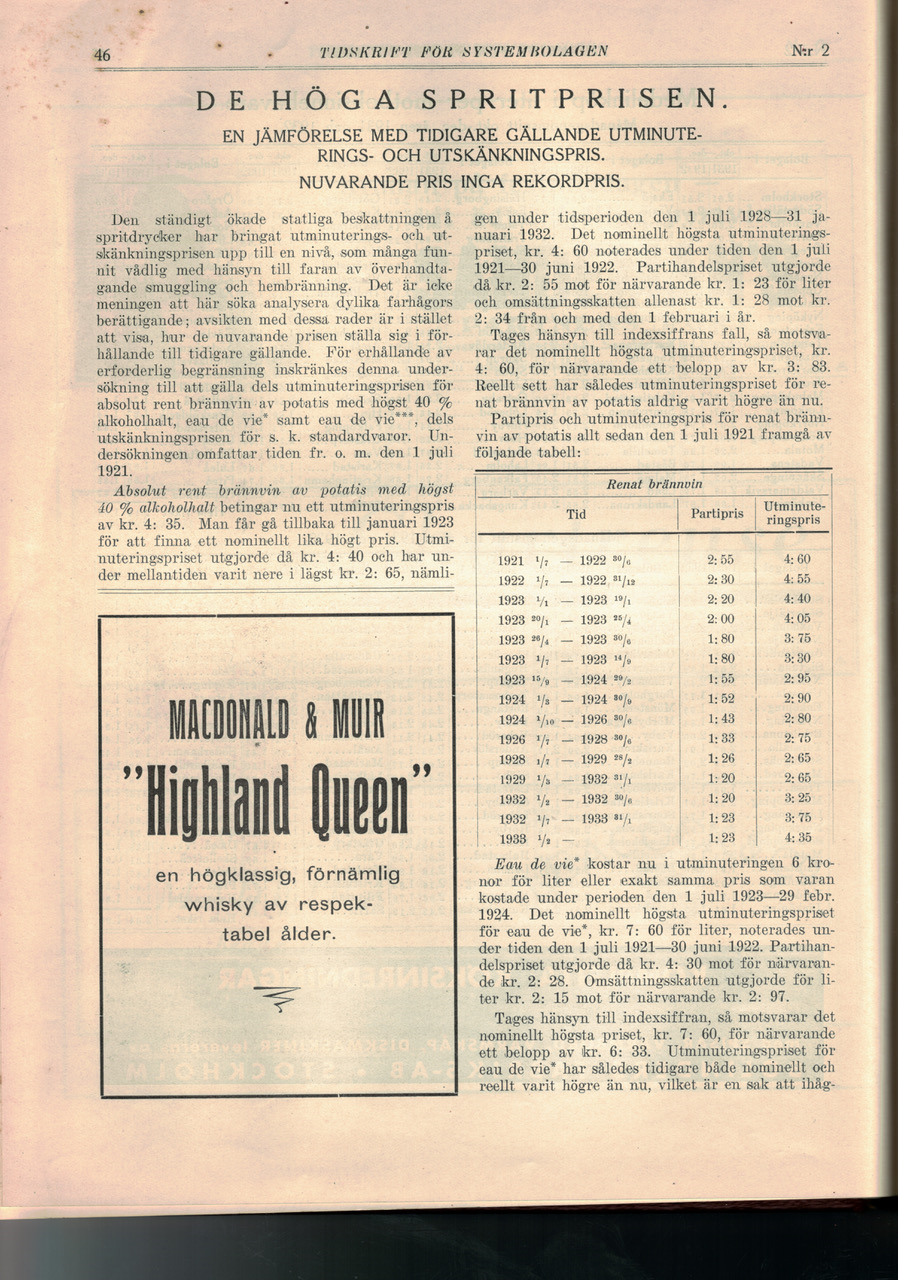 46
TIDSKRIFT FÖR SYSTEMBOLAGEN
N:r 2
DE HÖGA SPRITPRISEN.
EN JÄMFÖRELSE MED TIDIGARE GÄLLANDE UTMINUTE-
RINGS- OCH UTSKÄNKNINGSPRIS.
NUVARANDE PRIS INGA REKORDPRIS.
Den ständigt ökade statliga beskattningen å
spritdrycker har bringat utminuterings- och ut-
skänkningsprisen upp till en nivå, som många fun-
nit vådlig med hänsyn till faran av överhandta-
gande smuggling och hembränning. Det är icke
meningen att här söka analysera dylika farhågors
berättigande; avsikten med dessa rader är i stället
att visa, hur de nuvarande prisen ställa sig i för-
hållande till tidigare gällande. För erhållande av
erforderlig begränsning inskränkes denna under-
sökning till att gälla dels utminuteringsprisen för
absolut rent brännvin av potatis med högst 40 %
alkoholhalt, eau de vie* samt eau de vie***, dels
utskänkningsprisen för s. k. standardvaror. Un-
dersökningen omfattar tiden fr. o. m. den 1 juli
1921.
Absolut rent brännvin av potatis med högst
40 % alkoholhalt betingar nu ett utminuteringspris
av kr. 4: 35. Man får gå tillbaka till januari 1923
för att finna ett nominellt lika högt pris. Utmi-
nuteringspriset utgjorde då kr. 4: 40 och har un-
der mellantiden varit nere i lägst kr. 2: 65, nämli-
MACDONALD & MUIR
"Highland Queen"
en högklassig, förnämlig
whisky av respek-
tabel ålder.
gen under tidsperioden den 1 juli 1928—31 ja-
nuari 1932. Det nominellt högsta utminuterings-
priset, kr. 4: 60 noterades under tiden den 1 juli
1921—30 juni 1922. Partihandelspriset utgjorde
då kr. 2: 55 mot för närvarande kr. 1: 23 för liter
och omsättningsskatten allenast kr. 1: 28 mot kr.
2: 34 från och med den 1 februari i år.
Tages hänsyn till indexsiffrans fall, så motsva-
rar det nominellt högsta utminuteringspriset, kr.
4: 60, för närvarande ett belopp av kr. 3: 83.
Reellt sett har således utminuteringspriset för re-
nat brännvin av potatis aldrig varit högre än nu.
Partipris och utminuteringspris för renat bränn-
vin av potatis allt sedan den 1 juli 1921 framgå av
följande tabell:
Renat brännvin
Tid Partipris Utminute-
ringspris
1921 1/7 — 1922 30/6 2: 55 4: 60
1922 1/7 — 1922 31/12 2: 30 4: 55
1923 1/1 — 1923 19/1 2: 20 4: 40
1923 20/1 — 1923 25/4 2: 00 4: 05
1923 26/4 — 1923 30/6 1: 80 3: 75
1923 1/7 — 1923 14/9 1: 80 3: 30
1923 15/9 — 1924 29/2 1: 55 2: 95
1924 1/3 — 1924 30/9 1: 52 2: 90
1924 1/10 — 1926 30/6 1: 43 2: 80
1926 1/7 — 1928 30/6 1: 33 2: 75
1928 1/7 — 1929 28/2 1: 26 2: 65
1929 1/3 — 1932 31/1 1: 20 2: 65
1932 1/2 — 1932 30/6 1: 20 3: 25
1932 1/7 — 1933 31/1 1: 23 3: 75
1933 1/2 — 1: 23 4: 35
Eau de vie* kostar nu i utminuteringen 6 kro-
nor för liter eller exakt samma pris som varan
kostade under perioden den 1 juli 1923—29 febr.
1924. Det nominellt högsta utminuteringspriset
för eau de vie*, kr. 7: 60 för liter, noterades un-
der tiden den 1 juli 1921—30 juni 1922. Partihan-
delspriset utgjorde då kr. 4: 30 mot för närvaran-
de kr. 2: 28. Omsättningsskatten utgjorde för li-
ter kr. 2: 15 mot för närvarande kr. 2: 97.
Tages hänsyn till indexsiffran, så motsvarar det
nominellt högsta priset, kr. 7: 60, för närvarande
ett belopp av kr. 6: 33. Utminuteringspriset för
eau de vie* har således tidigare både nominellt och
reellt varit högre än nu, vilket är en sak att ihåg-